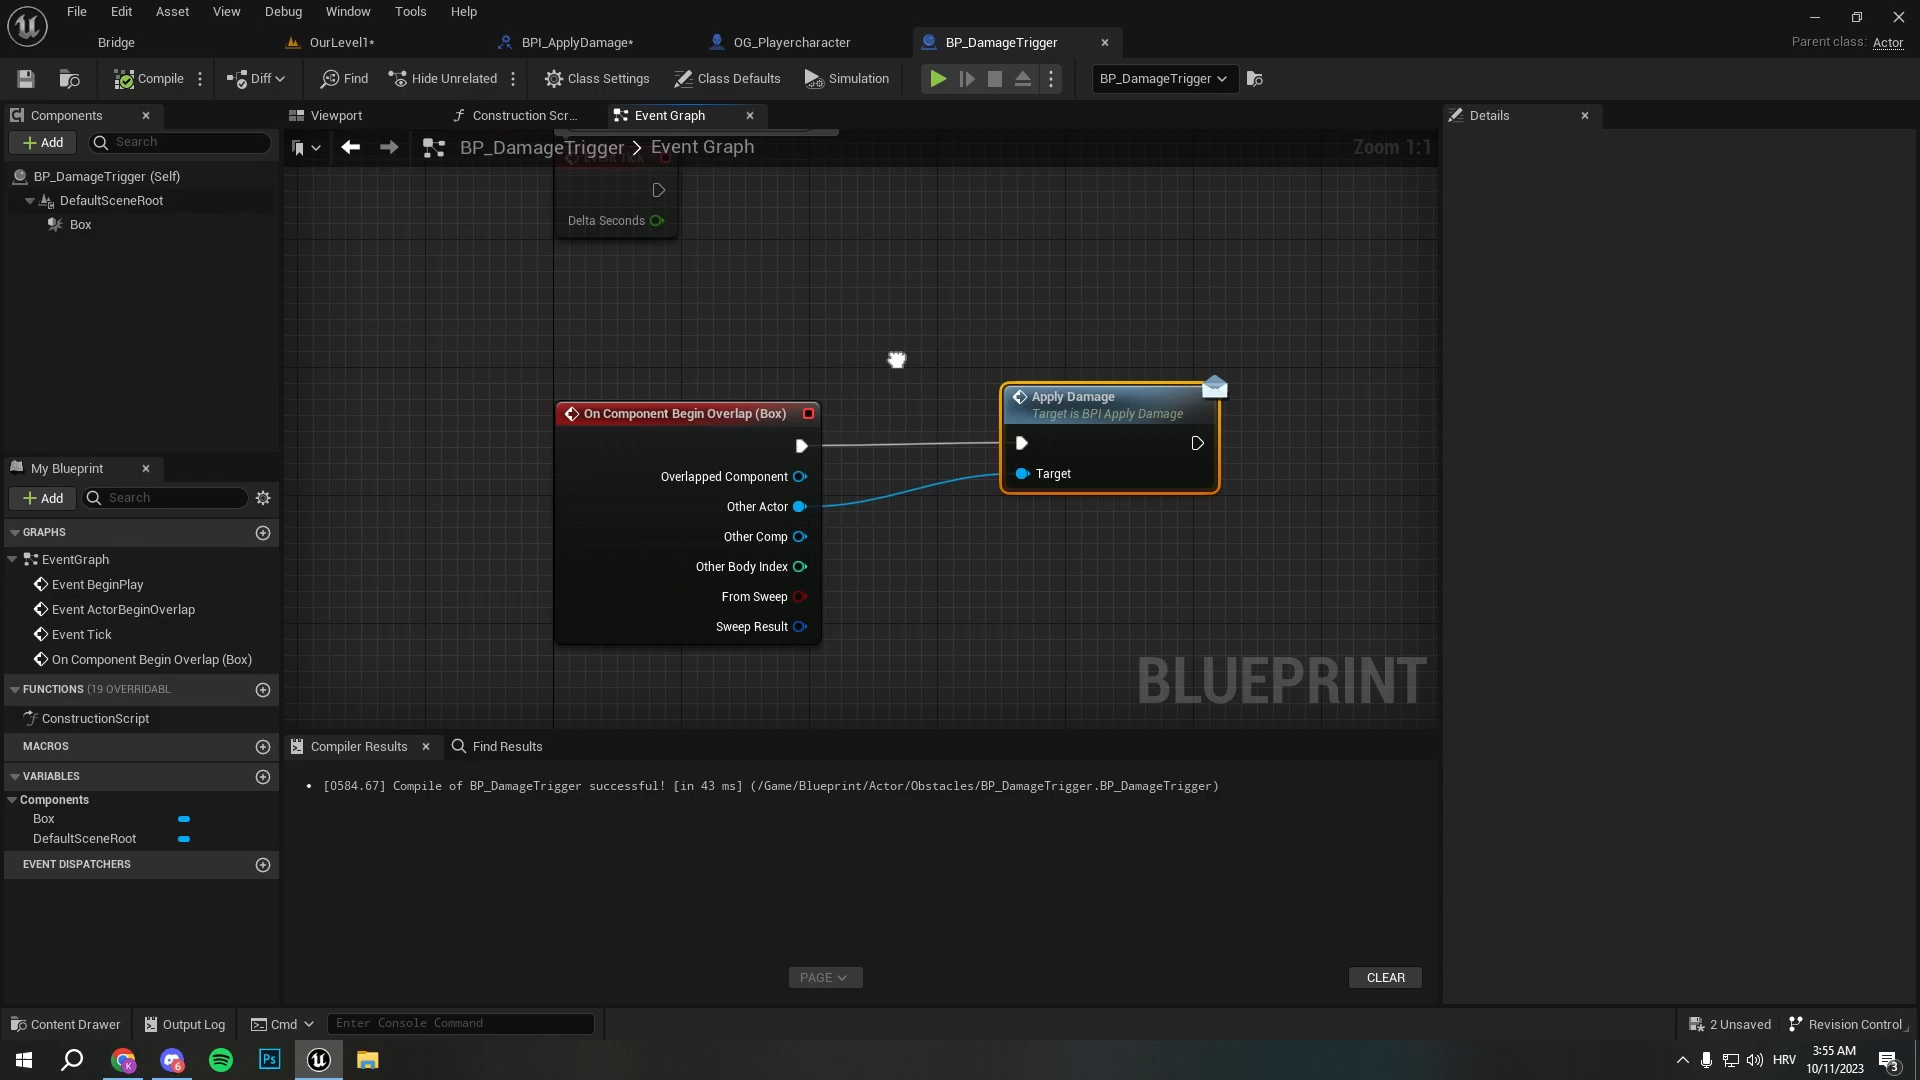 File Edit Asset View Debug Window Tools Help
Bridge OurLevel1* BPI_ApplyDamage* OG_Playercharacter BP_DamageTrigger
Parent class: Actor
Compile Diff Find Hide Unrelated Class Settings Class Defaults Simulation BP_DamageTrigger
Components
Add Search
BP_DamageTrigger (Self)
DefaultSceneRoot
Box
Viewport Construction Scr... Event Graph
BP_DamageTrigger > Event Graph
Zoom 1:1
Event Tick
Delta Seconds
On Component Begin Overlap (Box)
Overlapped Component
Other Actor
Other Comp
Other Body Index
From Sweep
Sweep Result
Apply Damage
Target is BPI Apply Damage
Target
BLUEPRINT
Details
My Blueprint
Add Search
GRAPHS
EventGraph
Event BeginPlay
Event ActorBeginOverlap
Event Tick
On Component Begin Overlap (Box)
FUNCTIONS (19 OVERRIDABL
ConstructionScript
MACROS
VARIABLES
Components
Box
DefaultSceneRoot
EVENT DISPATCHERS
Compiler Results Find Results
[0584.67] Compile of BP_DamageTrigger successful! [in 43 ms] (/Game/Blueprint/Actor/Obstacles/BP_DamageTrigger.BP_DamageTrigger)
PAGE
CLEAR
Content Drawer Output Log Cmd Enter Console Command
2 Unsaved Revision Control
K 6 Ps
HRV
3:55 AM
10/11/2023
3